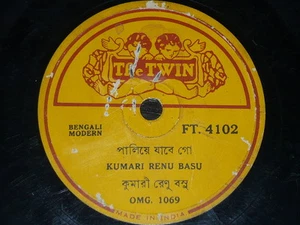 The TWIN
BENGALI
MODERN
FT. 4102
পালিয়ে যাবে গো
KUMARI RENU BASU
কুমারী রেণু বসু
OMG. 1069
MADE IN INDIA